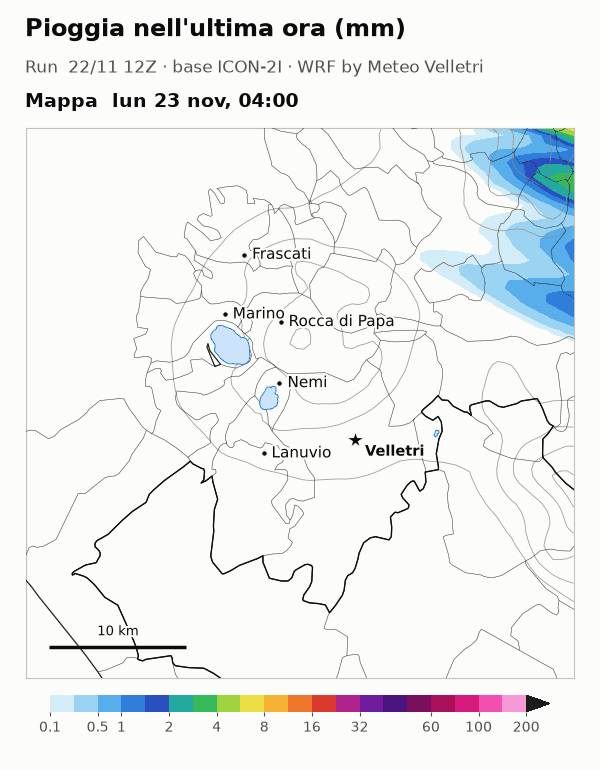 Pioggia nell'ultima ora (mm)
Run  22/11 12Z · base ICON-2I · WRF by Meteo Velletri
Mappa  lun 23 nov, 04:00
Frascati
Marino
Rocca di Papa
Nemi
Velletri
Lanuvio
10 km
0.1 0.5 1 2 4 8 16 32 60 100 200